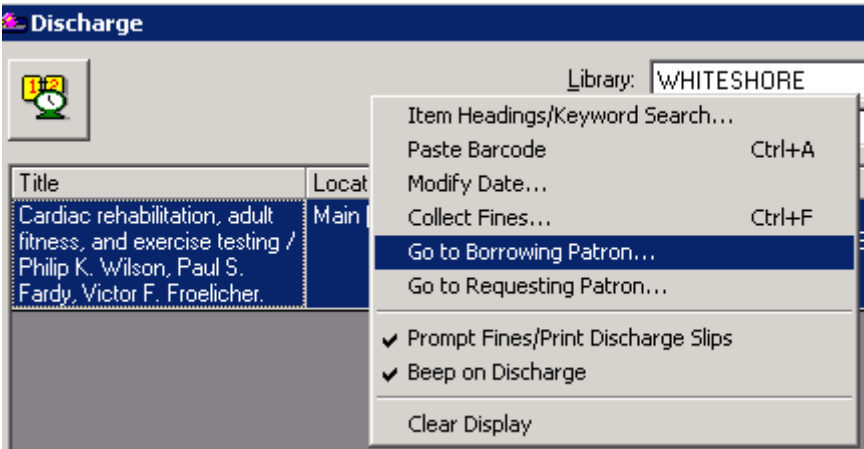 Discharge
1#2
Library: WHITESHORE
Item Headings/Keyword Search...
Paste Barcode Ctrl+A
Modify Date...
Collect Fines... Ctrl+F
Go to Borrowing Patron...
Go to Requesting Patron...
Prompt Fines/Print Discharge Slips
Beep on Discharge
Clear Display
Title
Cardiac rehabilitation, adult
fitness, and exercise testing /
Philip K. Wilson, Paul S.
Fardy, Victor F. Froelicher.
Locat
Main